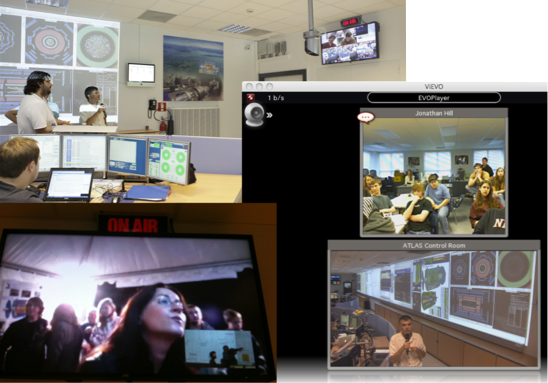 ON AIR
ViEVO
1 b/s
EVOPlayer
Jonathan Hill
N
ATLAS Control Room
ON AIR